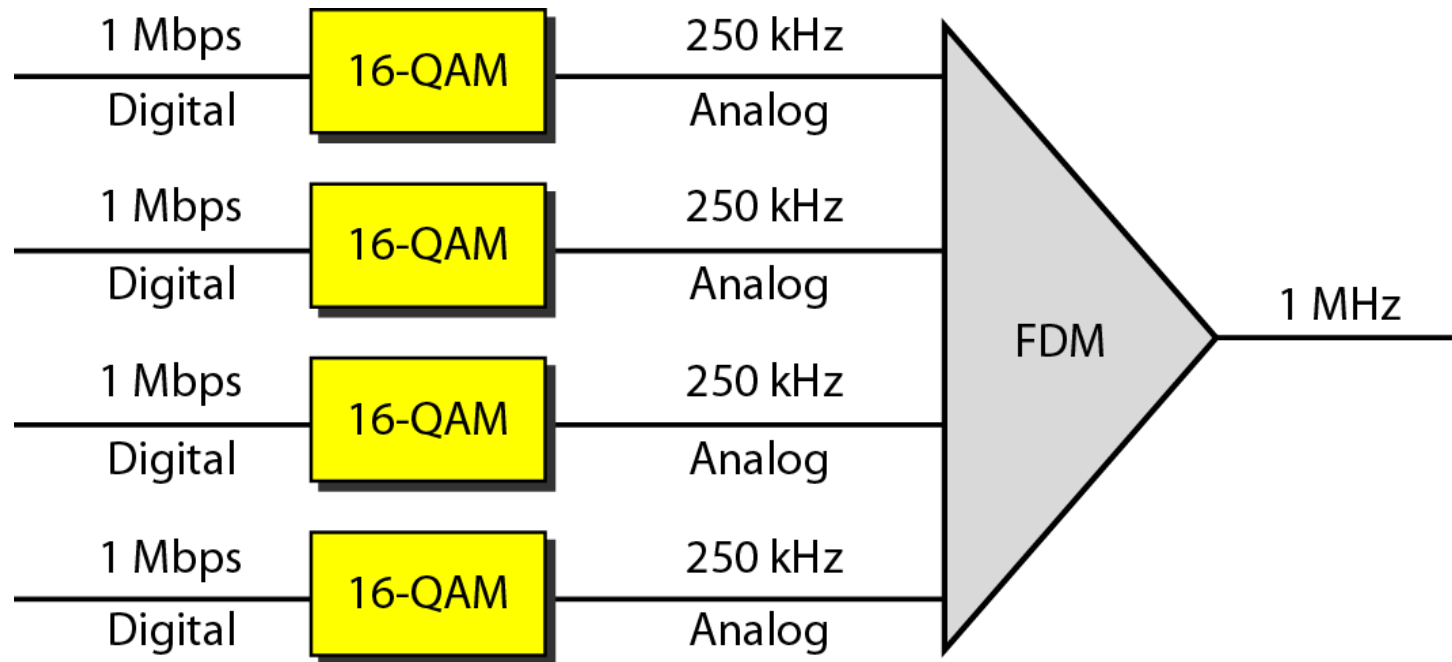 1 Mbps
Digital
16-QAM
250 kHz
Analog
1 Mbps
Digital
16-QAM
250 kHz
Analog
1 Mbps
Digital
16-QAM
250 kHz
Analog
1 Mbps
Digital
16-QAM
250 kHz
Analog
FDM
1 MHz